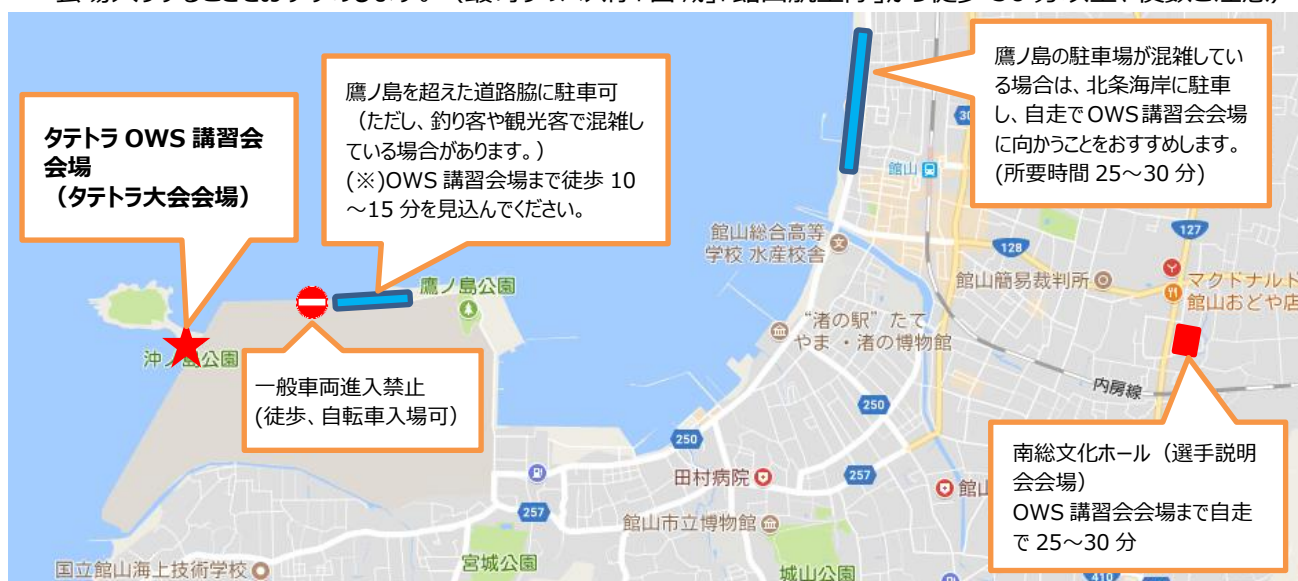 鷹ノ島の駐車場が混雑してい
る場合は、北条海岸に駐車
し、自走で OWS 講習会会場
に向かうことをおすすめします。
(所要時間 25～30 分)
鷹ノ島を超えた道路脇に駐車可
（ただし、釣り客や観光客で混雑し
ている場合があります。）
(※)OWS 講習会場まで徒歩 10
～15 分を見込んでください。
タテトラ OWS 講習会
会場
（タテトラ大会会場）
館山
127
館山総合高等
学校 水産校舎
128
館山簡易裁判所
マクドナルド
館山おどや店
鷹ノ島公園
“渚の駅” たて
やま ・渚の博物館
沖ノ島公園
一般車両進入禁止
(徒歩、自転車入場可）
内房線
250
250
南総文化ホール（選手説明
会会場）
OWS 講習会会場まで自走
で 25～30 分
田村病院
257
館山
257
館山市立博物館
宮城公園
国立館山海上技術学校
城山公園
410